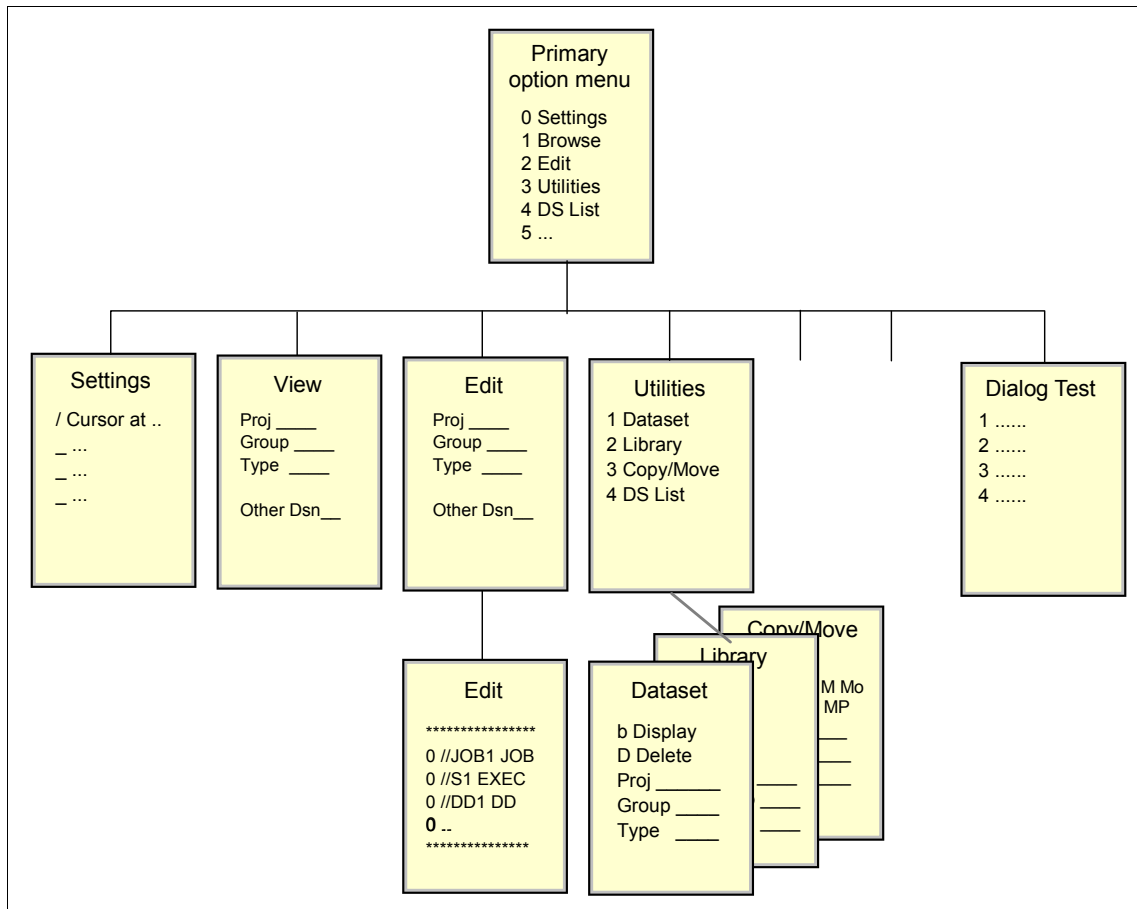 Primary
option menu
0 Settings
1 Browse
2 Edit
3 Utilities
4 DS List
5 ...
Settings
/ Cursor at ..
_ ...
_ ...
_ ...
View
Proj ____
Group ____
Type ____
Other Dsn__
Edit
Proj ____
Group ____
Type ____
Other Dsn__
Utilities
1 Dataset
2 Library
3 Copy/Move
4 DS List
Dialog Test
1 ......
2 ......
3 ......
4 ......
Edit
****************
0 //JOB1 JOB
0 //S1 EXEC
0 //DD1 DD
0 ..
***************
Dataset
b Display
D Delete
Proj _______
Group ____
Type ____
Library
Copy/Move
M Mo
MP